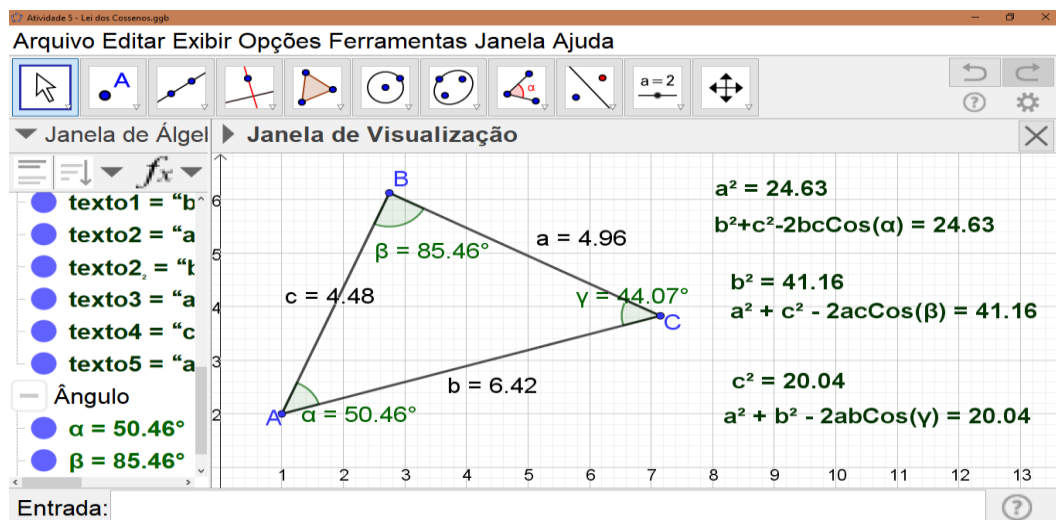 Atividade 5 - Lei dos Cossenos.ggb
Arquivo Editar Exibir Opções Ferramentas Janela Ajuda
A
α
a = 2
Janela de Álgel
Janela de Visualização
fx
texto1 = “b
texto2 = “a
texto2₂ = “b
texto3 = “a
texto4 = “c
texto5 = “a
Ângulo
α = 50.46°
β = 85.46°
6
5
4
3
2
B
β = 85.46°
a = 4.96
c = 4.48
γ = 44.07°
C
b = 6.42
A
α = 50.46°
a² = 24.63
b²+c²-2bcCos(α) = 24.63
b² = 41.16
a² + c² - 2acCos(β) = 41.16
c² = 20.04
a² + b² - 2abCos(γ) = 20.04
1 2 3 4 5 6 7 8 9 10 11 12 13
Entrada: